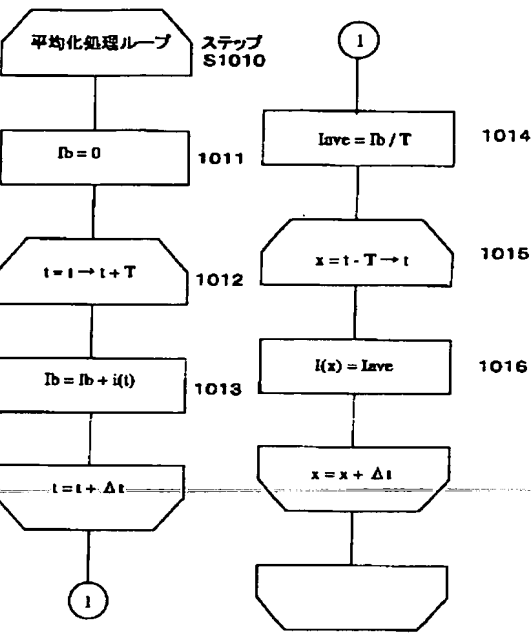 平均化処理ループ
ステップ
S1010
Ib = 0
1011
t = t → t + T
1012
Ib = Ib + i(t)
1013
t = t + Δt
1
1
Iave = Ib / T
1014
x = t - T → t
1015
I(x) = Iave
1016
x = x + Δt